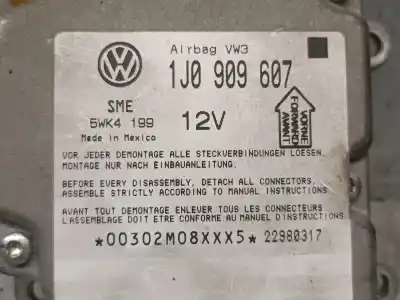 Airbag VW3
1J0 909 607
SME
5WK4 199
12V
Made in Mexico
VORNE
FORWARD
AVANT
VOR JEDER DEMONTAGE ALLE STECKVERBINDUNGEN LOESEN,
MONTAGE NUR NACH EINBAUANLEITUNG.
BEFORE EVERY DISASSEMBLY, DETACH ALL CONNECTORS.
ASSEMBLE STRICTLY ACCORDING TO MANUAL INSTRUCTIONS
AVANT TOUT DEMONTAGE ENLEVER TOUS LES CONNECTEURS
L'ASSEMBLAGE DOIT ETRE CONFORME AU MANUEL D'INSTRUCTIONS
*00302M08XXX5* 22980317